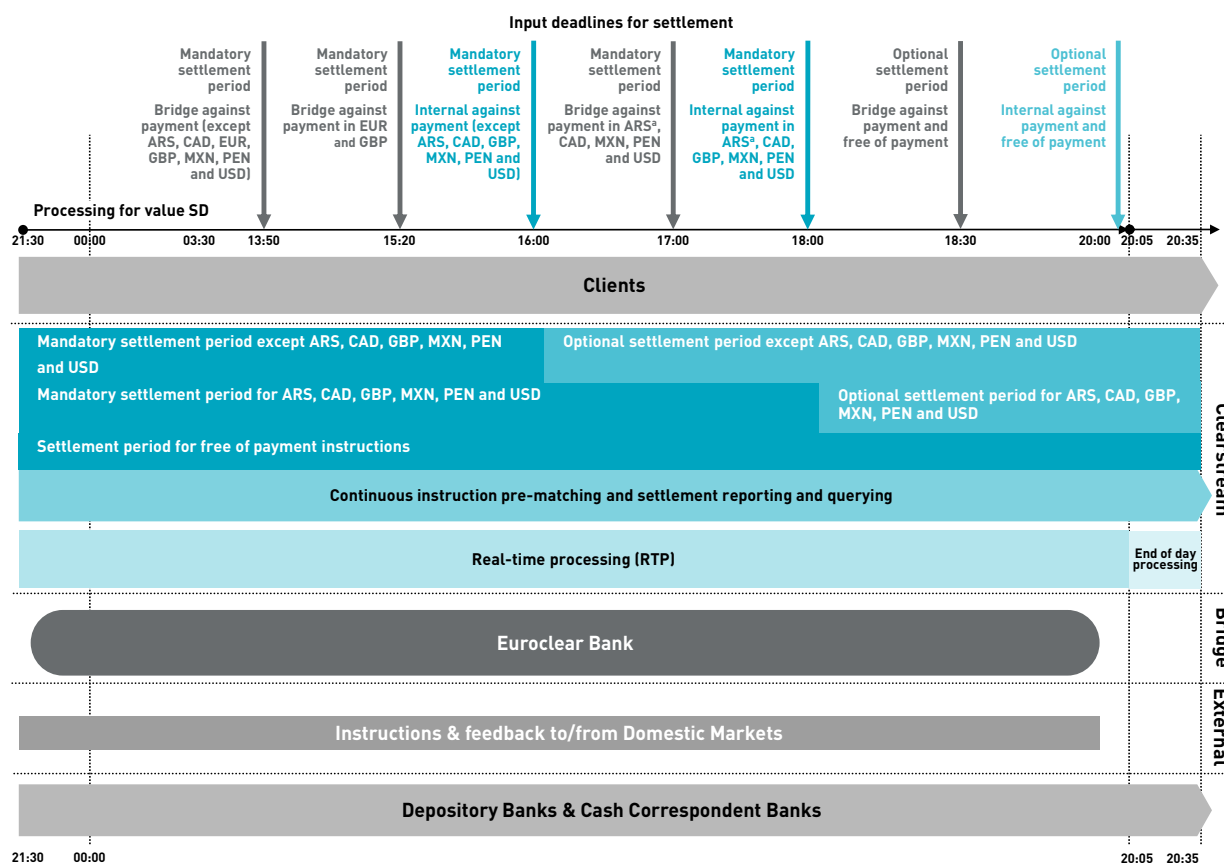 Input deadlines for settlement
Mandatory
settlement
period
Bridge against
payment (except
ARS, CAD, EUR,
GBP, MXN, PEN
and USD)
Mandatory
settlement
period
Bridge against
payment in EUR
and GBP
Mandatory
settlement
period
Internal against
payment (except
ARS, CAD, GBP,
MXN, PEN and
USD)
Mandatory
settlement
period
Bridge against
payment in ARSª,
CAD, MXN, PEN
and USD
Mandatory
settlement
period
Internal against
payment in
ARSª, CAD,
GBP, MXN, PEN
and USD
Optional
settlement
period
Bridge against
payment and
free of payment
Optional
settlement
period
Internal against
payment and
free of payment
Processing for value SD
21:30 00:00 03:30 13:50 15:20 16:00 17:00 18:00 18:30 20:00 20:05 20:35
Clients
Mandatory settlement period except ARS, CAD, GBP, MXN, PEN
and USD
Optional settlement period except ARS, CAD, GBP, MXN, PEN and USD
Mandatory settlement period for ARS, CAD, GBP, MXN, PEN and USD
Optional settlement period for ARS, CAD, GBP,
MXN, PEN and USD
Settlement period for free of payment instructions
Continuous instruction pre-matching and settlement reporting and querying
Real-time processing (RTP)
End of day
processing
Clearstream
Euroclear Bank
Bridge
Instructions & feedback to/from Domestic Markets
External
Depository Banks & Cash Correspondent Banks
21:30 00:00 20:05 20:35